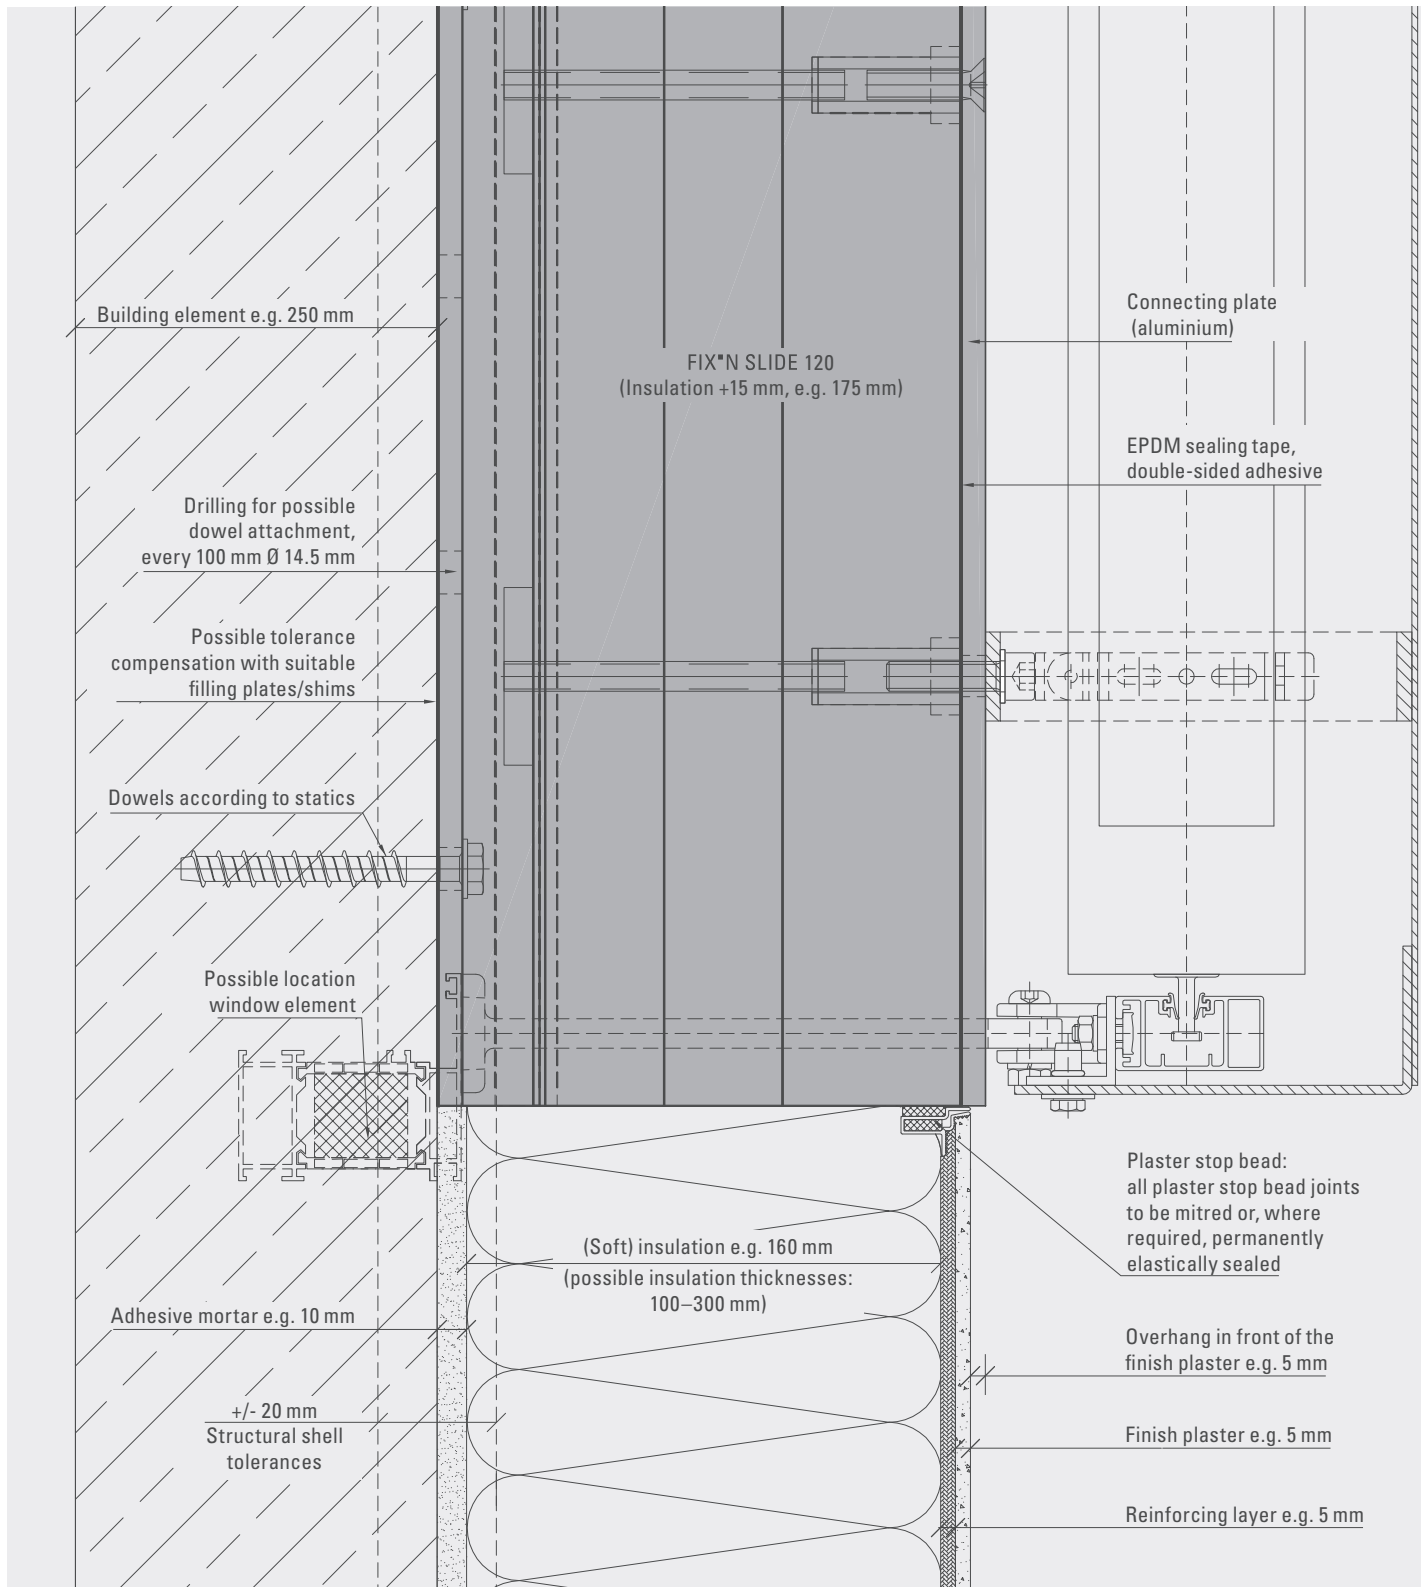 Building element e.g. 250 mm
Connecting plate
(aluminium)
FIX■N SLIDE 120
(Insulation +15 mm, e.g. 175 mm)
EPDM sealing tape,
double-sided adhesive
Drilling for possible
dowel attachment,
every 100 mm Ø 14.5 mm
Possible tolerance
compensation with suitable
filling plates/shims
Dowels according to statics
Possible location
window element
Plaster stop bead:
all plaster stop bead joints
to be mitred or, where
required, permanently
elastically sealed
(Soft) insulation e.g. 160 mm
(possible insulation thicknesses:
100–300 mm)
Adhesive mortar e.g. 10 mm
Overhang in front of the
finish plaster e.g. 5 mm
+/- 20 mm
Structural shell
tolerances
Finish plaster e.g. 5 mm
Reinforcing layer e.g. 5 mm